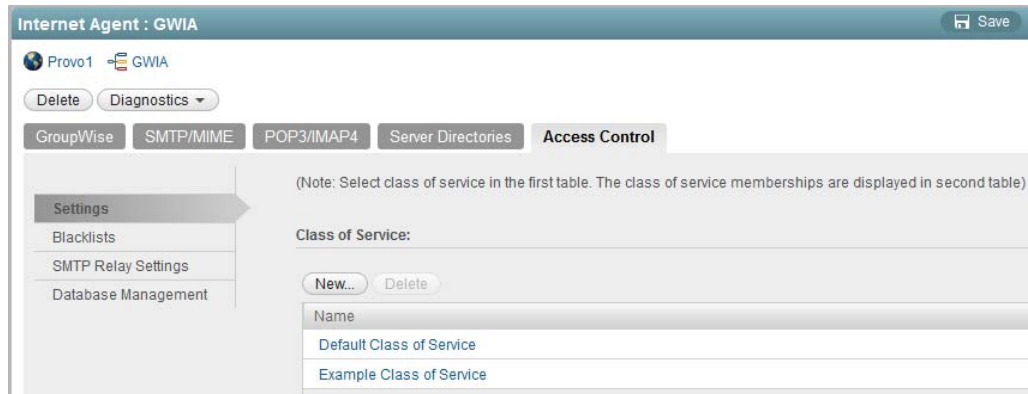 Internet Agent : GWIA
Save
Provo1 GWIA
Delete Diagnostics
GroupWise SMTP/MIME POP3/IMAP4 Server Directories Access Control
(Note: Select class of service in the first table. The class of service memberships are displayed in second table)
Settings
Blacklists
SMTP Relay Settings
Database Management
Class of Service:
New... Delete
Name
Default Class of Service
Example Class of Service